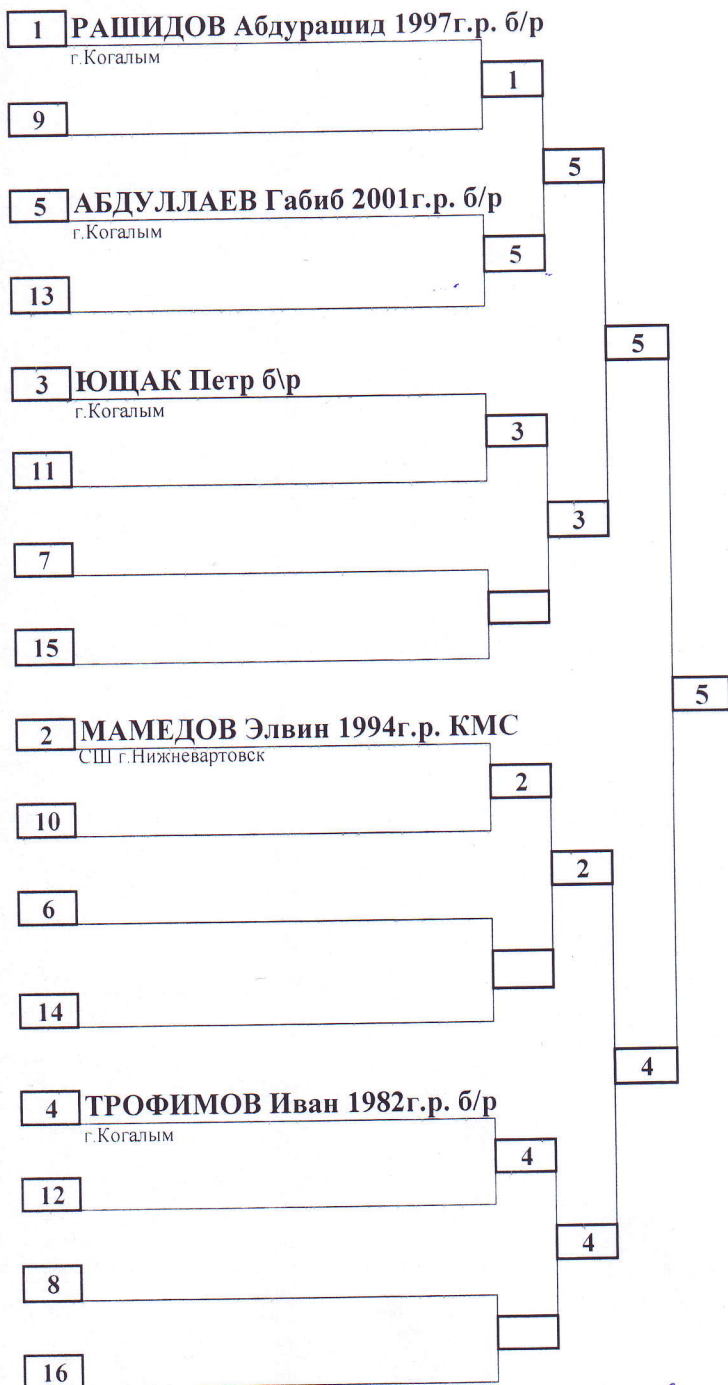 1 РАШИДОВ Абдурашид 1997г.р. б/р
г.Когалым
1
9
5
5 АБДУЛЛАЕВ Габиб 2001г.р. б/р
г.Когалым
5
13
5
3 ЮЩАК Петр б\р
г.Когалым
3
11
3
7
15
5
2 МАМЕДОВ Элвин 1994г.р. КМС
СШ г.Нижневартовск
2
10
2
6
14
4
4 ТРОФИМОВ Иван 1982г.р. б/р
г.Когалым
4
12
4
8
16